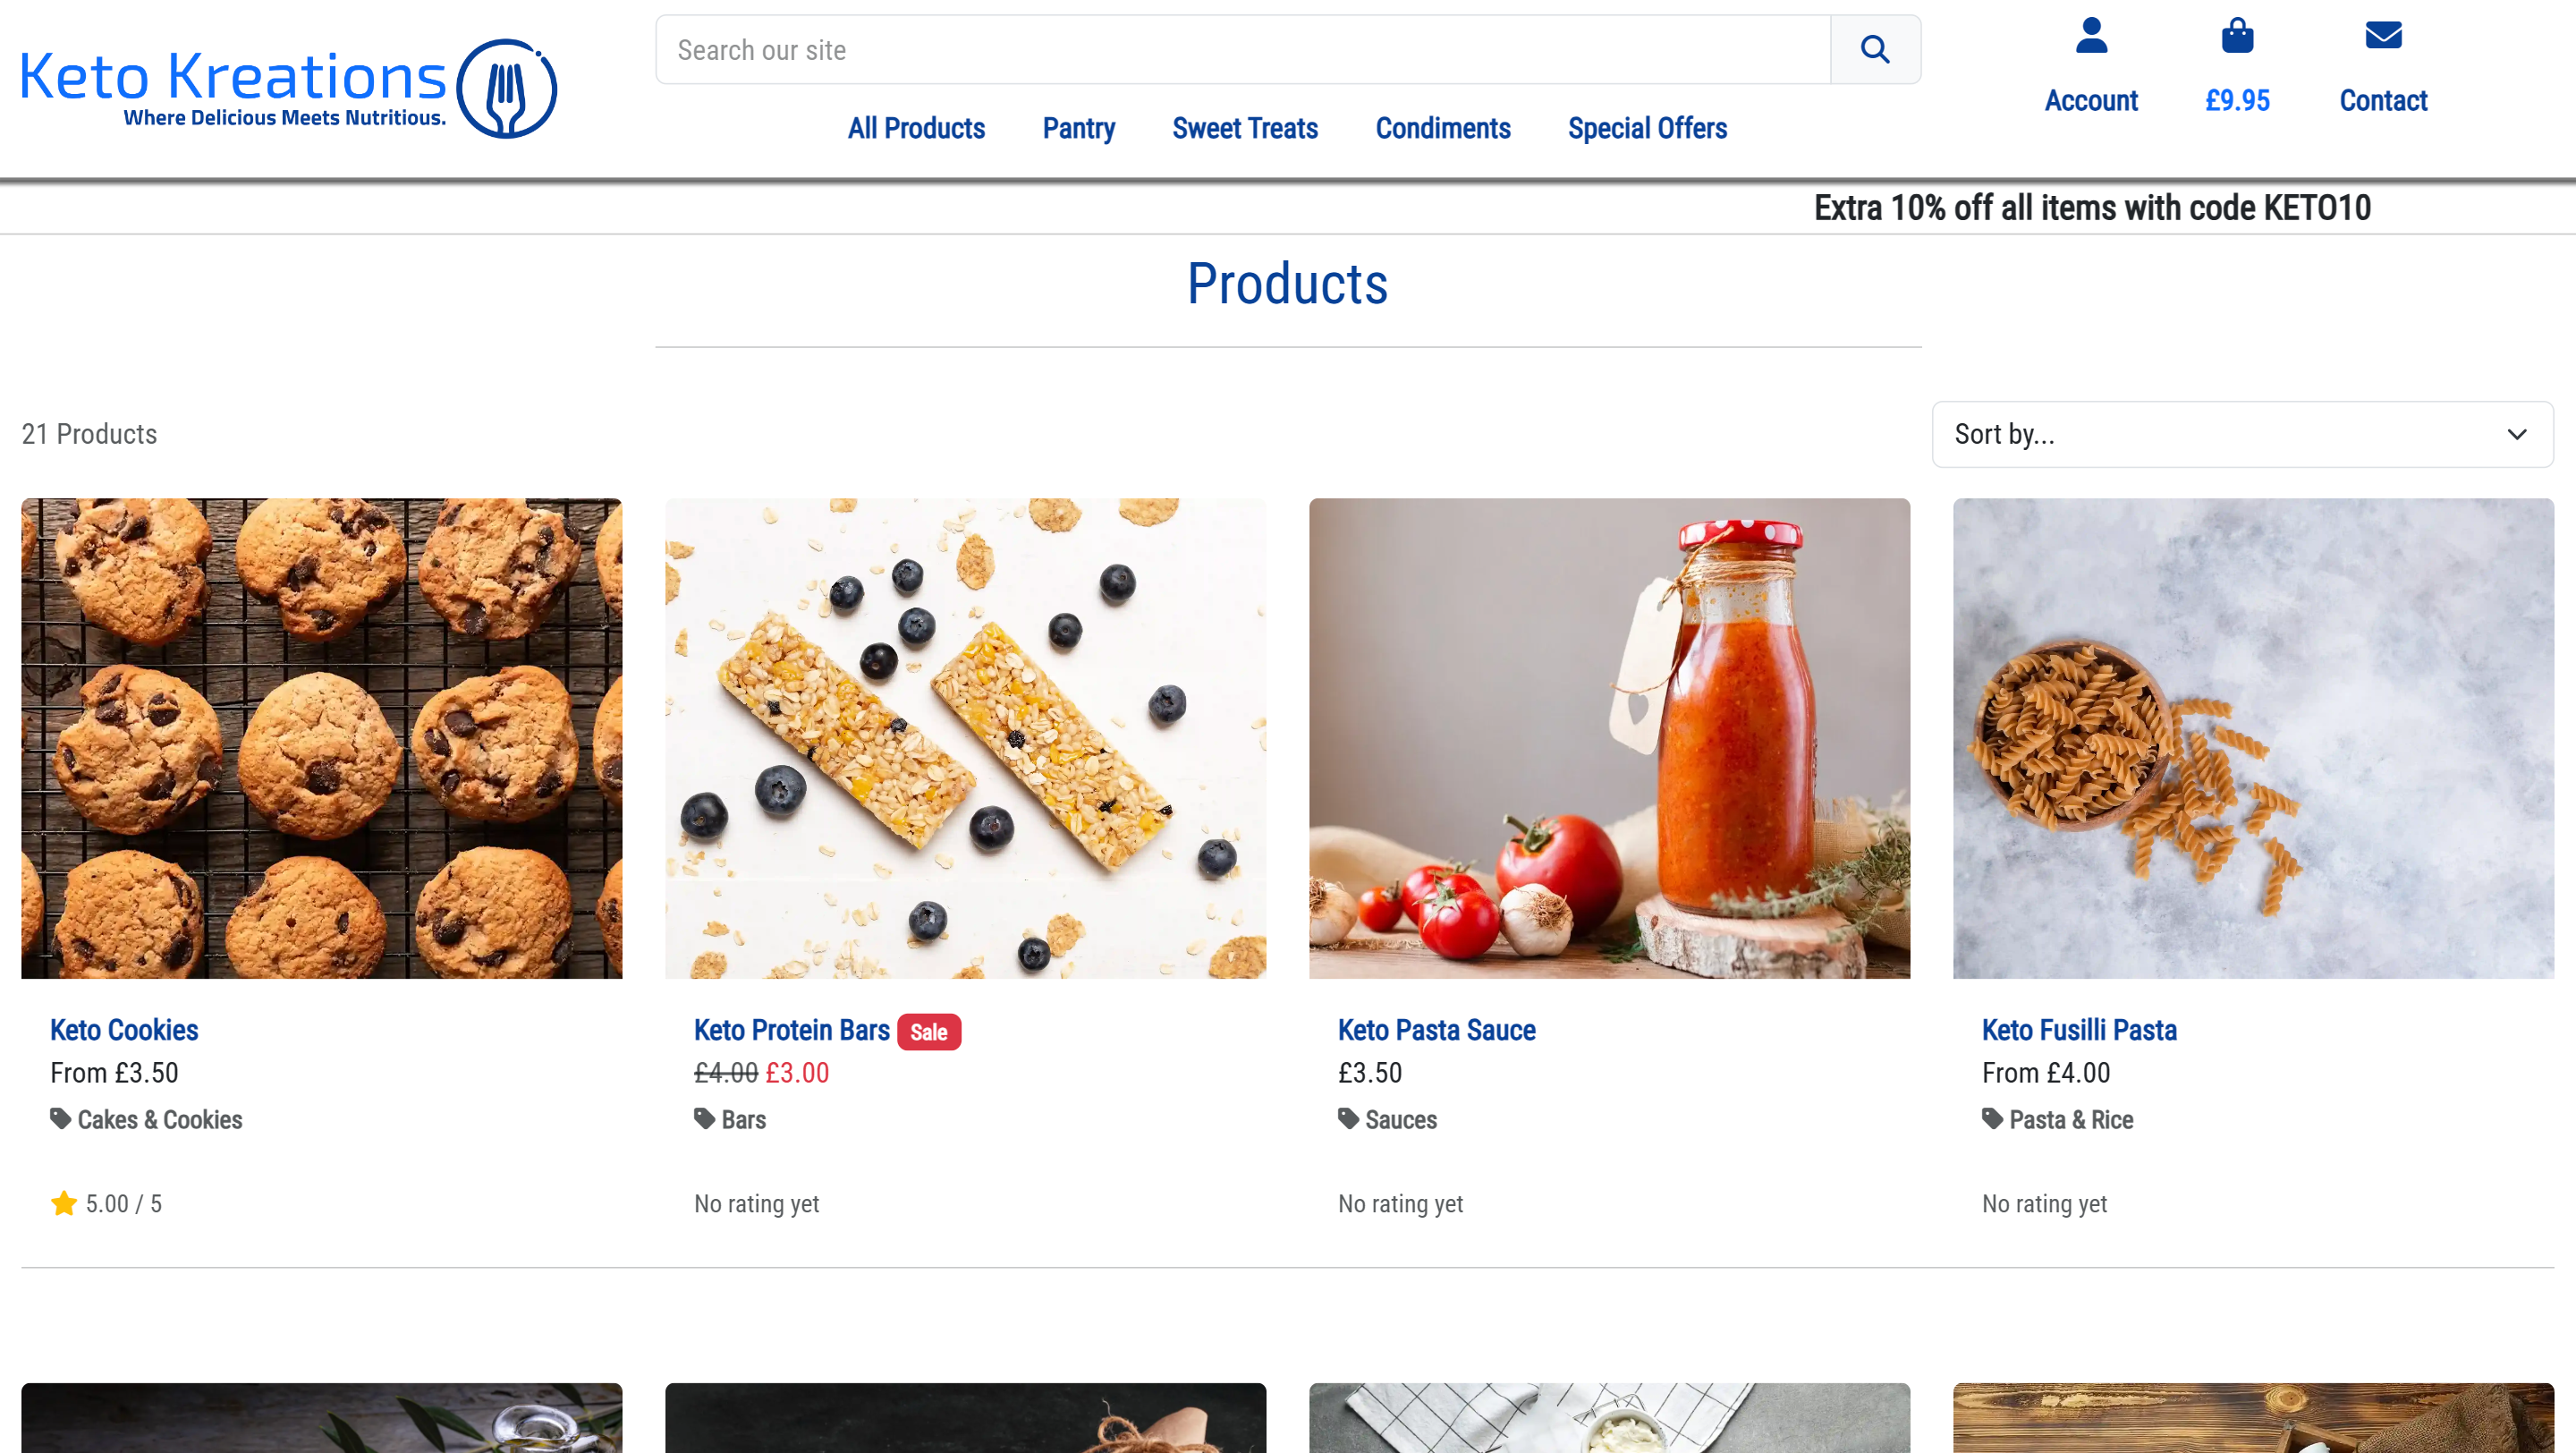 Keto Kreations
Where Delicious Meets Nutritious.
Search our site
Account
£9.95
Contact
All Products
Pantry
Sweet Treats
Condiments
Special Offers
Extra 10% off all items with code KETO10
Products
21 Products
Sort by...
Keto Cookies
From £3.50
Cakes & Cookies
5.00 / 5
Keto Protein Bars Sale
£4.00 £3.00
Bars
No rating yet
Keto Pasta Sauce
£3.50
Sauces
No rating yet
Keto Fusilli Pasta
From £4.00
Pasta & Rice
No rating yet